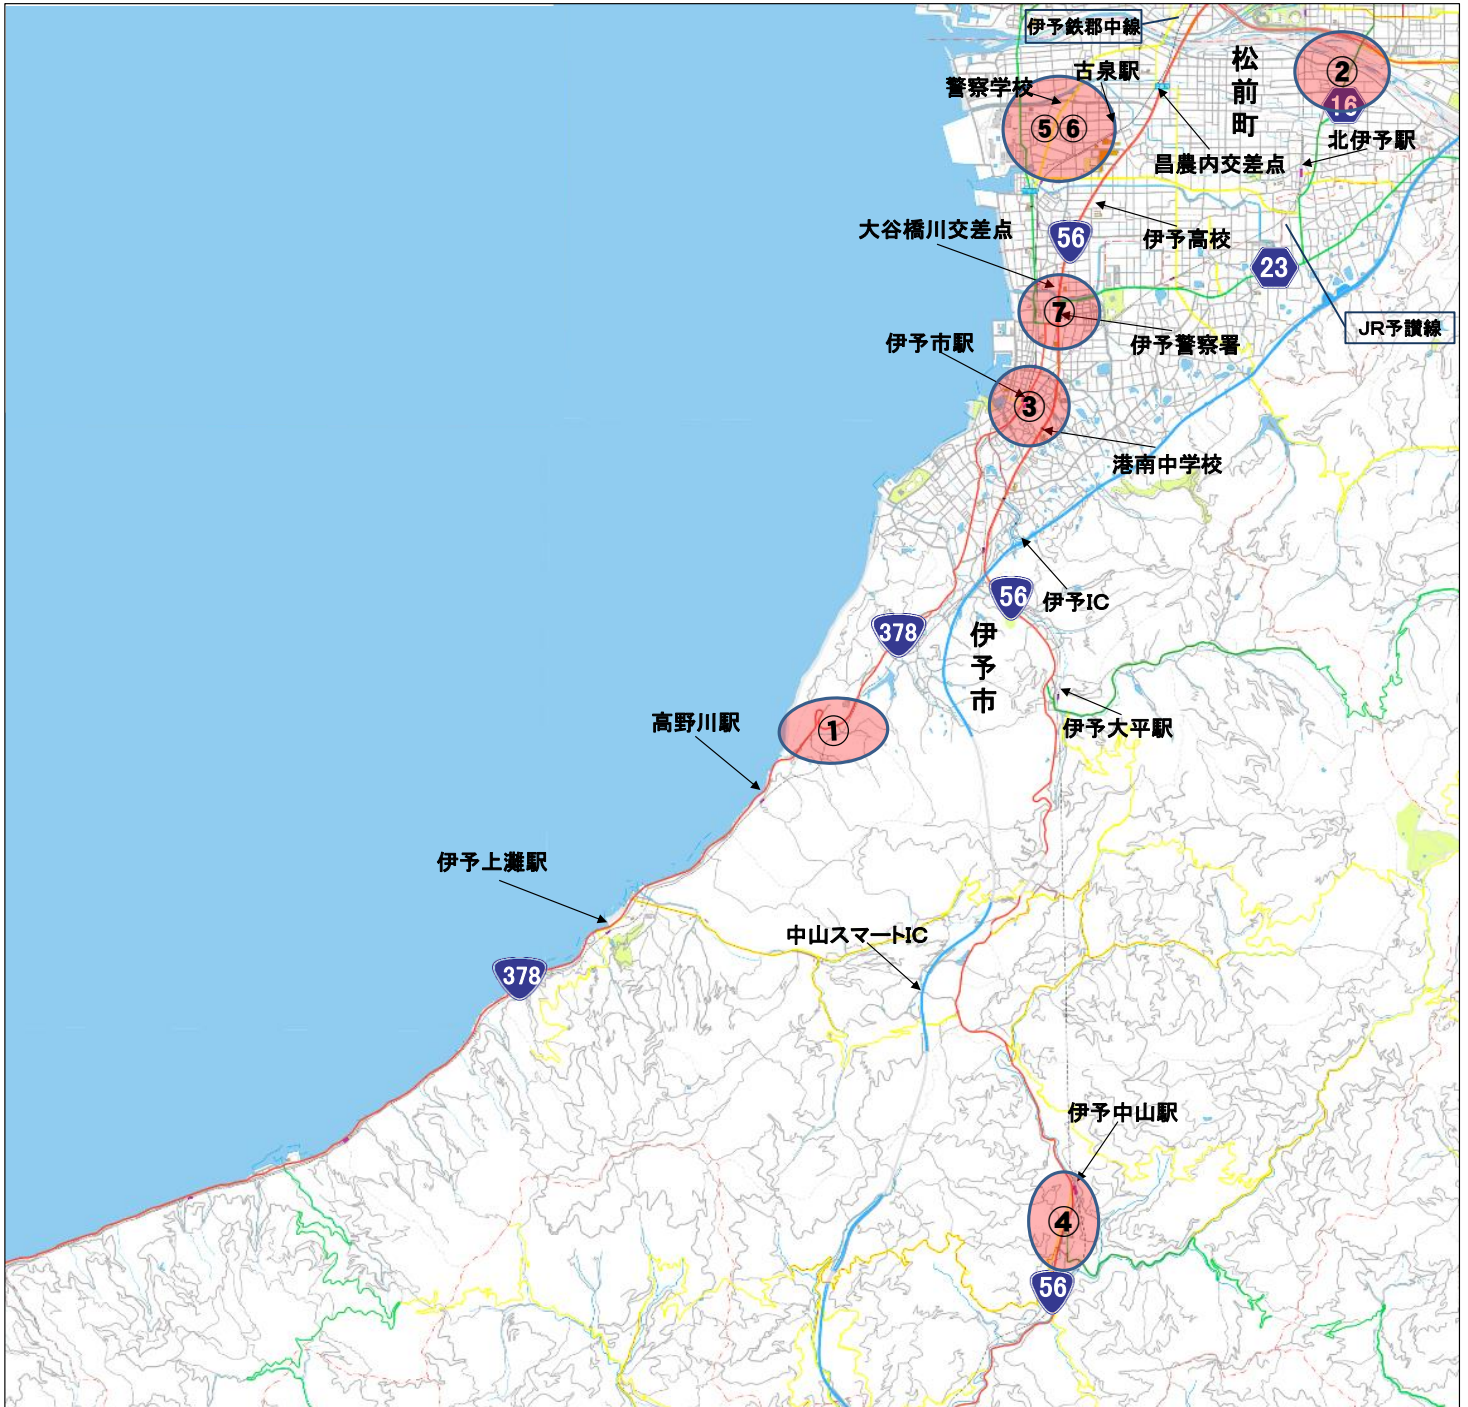 伊予鉄郡中線
古泉駅
警察学校
松前町
②
16
⑤⑥
北伊予駅
昌農内交差点
大谷橋川交差点
56
伊予高校
23
⑦
JR予讃線
伊予市駅
伊予警察署
③
港南中学校
56
伊予IC
378
伊予市
高野川駅
①
伊予大平駅
伊予上灘駅
中山スマートIC
378
伊予中山駅
④
56